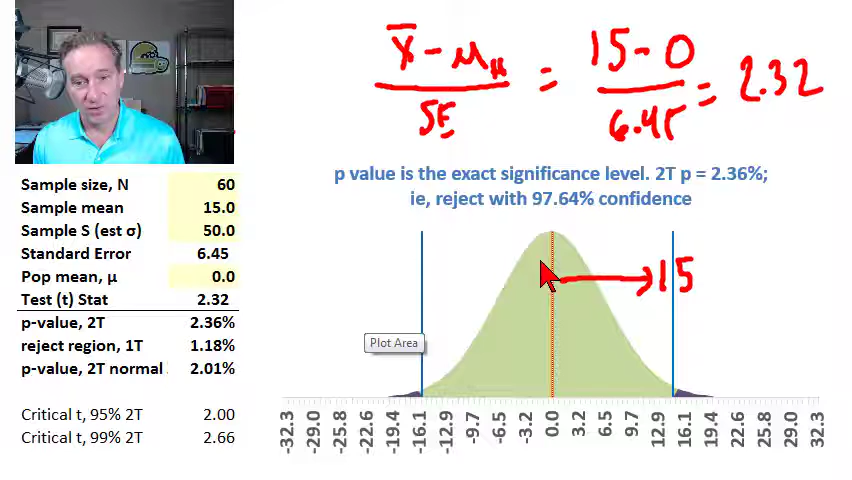 X̄ - μH / SE = 15 - 0 / 6.45 = 2.32
p value is the exact significance level. 2T p = 2.36%;
ie, reject with 97.64% confidence
Sample size, N 60
Sample mean 15.0
Sample S (est σ) 50.0
Standard Error 6.45
Pop mean, μ 0.0
Test (t) Stat 2.32
p-value, 2T 2.36%
reject region, 1T 1.18%
p-value, 2T normal 2.01%
Critical t, 95% 2T 2.00
Critical t, 99% 2T 2.66
15
Plot Area
-32.3 -29.0 -25.8 -22.6 -19.4 -16.1 -12.9 -9.7 -6.5 -3.2 0.0 3.2 6.5 9.7 12.9 16.1 19.4 22.6 25.8 29.0 32.3